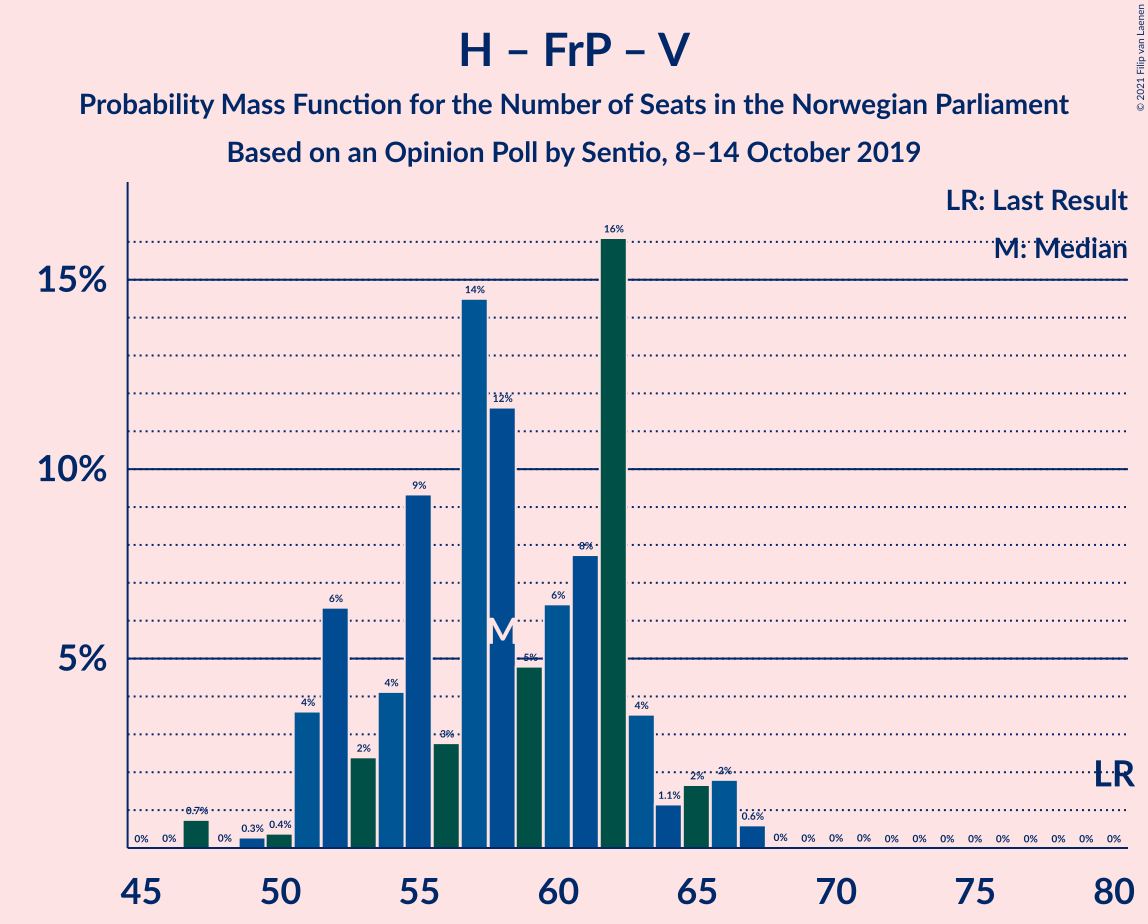 © 2021 Filip van Laenen
H – FrP – V
Probability Mass Function for the Number of Seats in the Norwegian Parliament
Based on an Opinion Poll by Sentio, 8–14 October 2019
LR: Last Result
M: Median
15%
10%
5%
0% 0% 0.7% 0% 0.3% 0.4% 4% 6% 2% 4% 9% 3% 14% 12% 5% 6% 8% 16% 4% 1.1% 2% 2% 0.6% 0% 0% 0% 0% 0% 0% 0% 0% 0% 0% 0% 0% 0%
M
LR
45 50 55 60 65 70 75 80